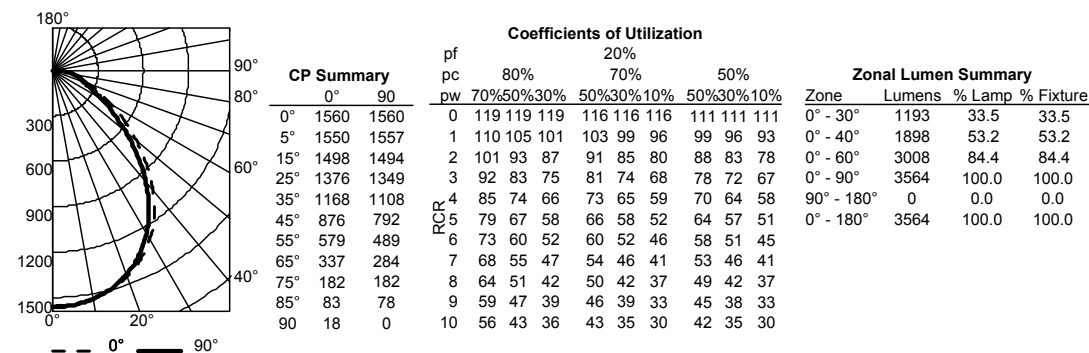 180°
90°
80°
300
600
60°
900
1200
40°
1500
0° 20°
0° 90°
CP Summary
0° 90
0° 1560 1560
5° 1550 1557
15° 1498 1494
25° 1376 1349
35° 1168 1108
45° 876 792
55° 579 489
65° 337 284
75° 182 182
85° 83 78
90 18 0
Coefficients of Utilization
pf 20%
pc 80% 70% 50%
pw 70%50%30% 50%30%10% 50%30%10%
RCR
0 119 119 119 116 116 116 111 111 111
1 110 105 101 103 99 96 99 96 93
2 101 93 87 91 85 80 88 83 78
3 92 83 75 81 74 68 78 72 67
4 85 74 66 73 65 59 70 64 58
5 79 67 58 66 58 52 64 57 51
6 73 60 52 60 52 46 58 51 45
7 68 55 47 54 46 41 53 46 41
8 64 51 42 50 42 37 49 42 37
9 59 47 39 46 39 33 45 38 33
10 56 43 36 43 35 30 42 35 30
Zonal Lumen Summary
Zone Lumens % Lamp % Fixture
0° - 30° 1193 33.5 33.5
0° - 40° 1898 53.2 53.2
0° - 60° 3008 84.4 84.4
0° - 90° 3564 100.0 100.0
90° - 180° 0 0.0 0.0
0° - 180° 3564 100.0 100.0